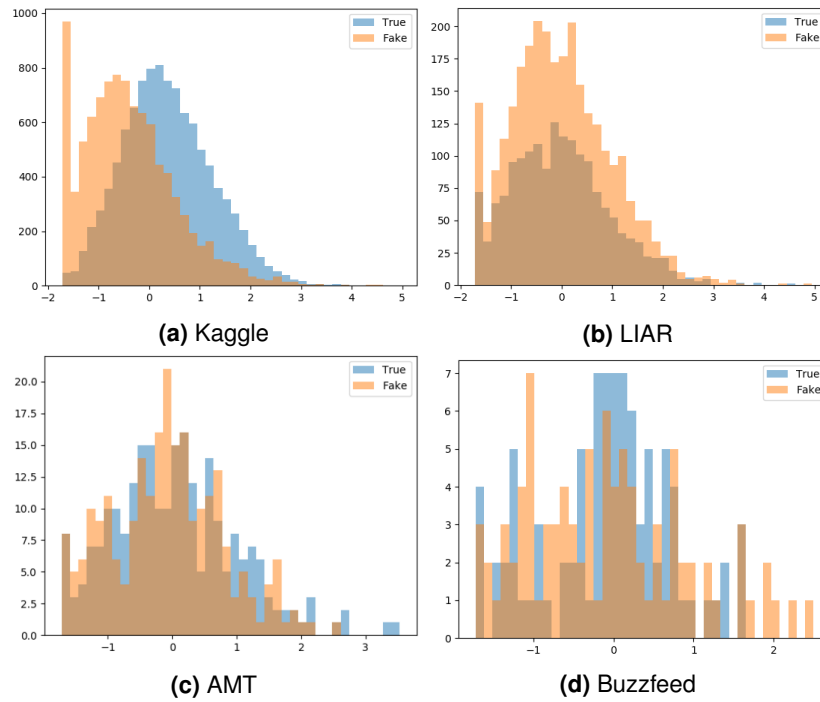 1000
800
600
400
200
0
−2 −1 0 1 2 3 4 5
True
Fake
(a) Kaggle
200
175
150
125
100
75
50
25
0
−2 −1 0 1 2 3 4 5
True
Fake
(b) LIAR
20.0
17.5
15.0
12.5
10.0
7.5
5.0
2.5
0.0
−1 0 1 2 3
True
Fake
(c) AMT
7
6
5
4
3
2
1
0
−1 0 1 2
True
Fake
(d) Buzzfeed